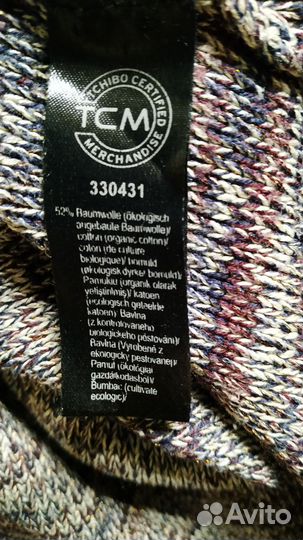 TCHIBO CERTIFIED
TCM
MERCHANDISE
330431
52% Baumwolle (ökologisch
angebaute Baumwolle)/
cotton (organic cotton)/
coton (de culture
biologique)/ bomuld
(økologisk dyrket bomuld)/
Pamuklu (organik olarak
yetiştirilmiş)/ katoen
(ecologisch geteelde
katoen)/ Bavlna
(z kontrolovaného
biologického pěstování)/
Bavlna (Vyrobené z
ekologicky pestovanej)/
Pamut (ökológiai
gazdálkodásból)/
Bumbac (cultivate
ecologic)/
Avito